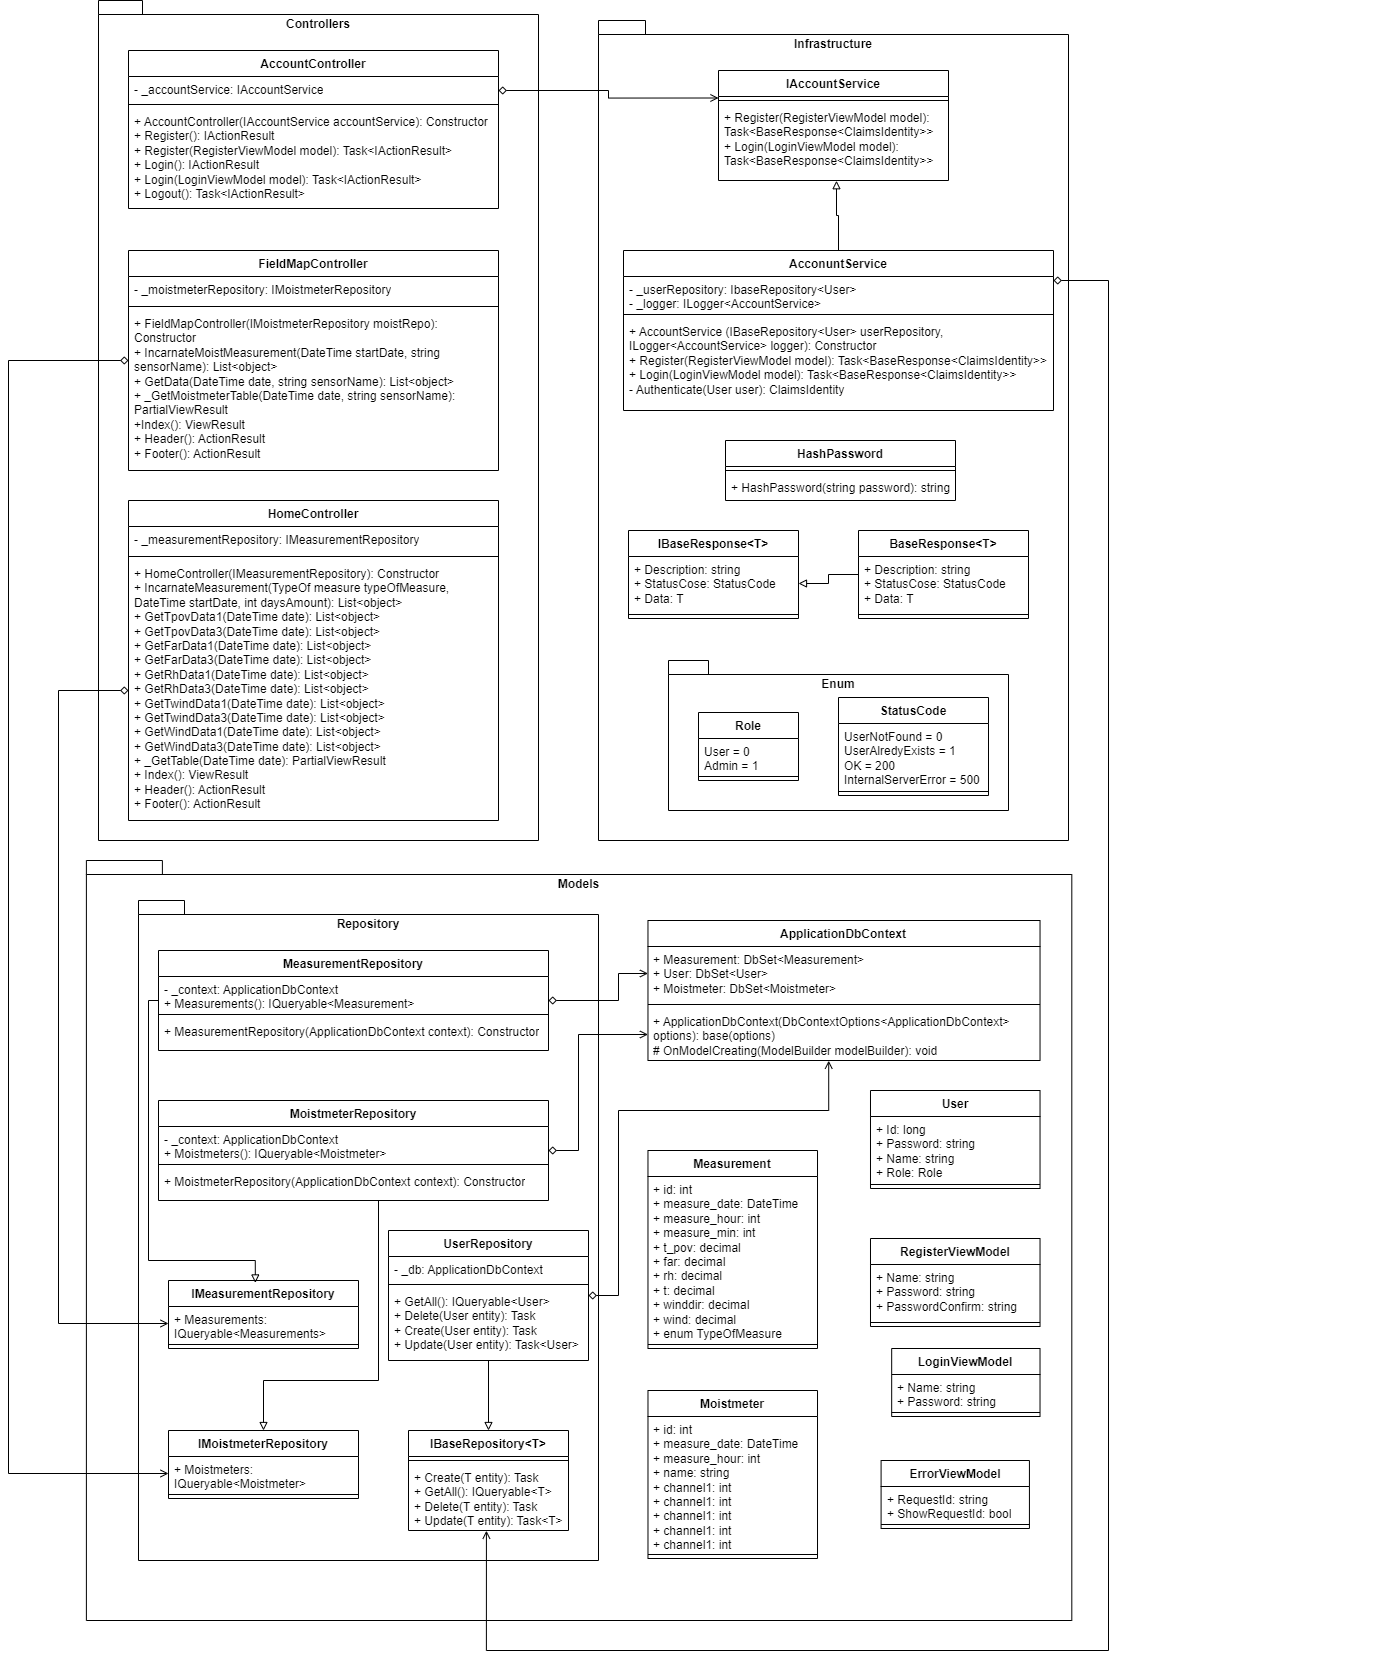 Controllers
AccountController
- _accountService: IAccountService
+ AccountController(IAccountService accountService): Constructor
+ Register(): IActionResult
+ Register(RegisterViewModel model): Task<IActionResult>
+ Login(): IActionResult
+ Login(LoginViewModel model): Task<IActionResult>
+ Logout(): Task<IActionResult>
FieldMapController
- _moistmeterRepository: IMoistmeterRepository
+ FieldMapController(IMoistmeterRepository moistRepo):
Constructor
+ IncarnateMoistMeasurement(DateTime startDate, string
sensorName): List<object>
+ GetData(DateTime date, string sensorName): List<object>
+ _GetMoistmeterTable(DateTime date, string sensorName):
PartialViewResult
+Index(): ViewResult
+ Header(): ActionResult
+ Footer(): ActionResult
HomeController
- _measurementRepository: IMeasurementRepository
+ HomeController(IMeasurementRepository): Constructor
+ IncarnateMeasurement(TypeOf measure typeOfMeasure,
DateTime startDate, int daysAmount): List<object>
+ GetTpovData1(DateTime date): List<object>
+ GetTpovData3(DateTime date): List<object>
+ GetFarData1(DateTime date): List<object>
+ GetFarData3(DateTime date): List<object>
+ GetRhData1(DateTime date): List<object>
+ GetRhData3(DateTime date): List<object>
+ GetTwindData1(DateTime date): List<object>
+ GetTwindData3(DateTime date): List<object>
+ GetWindData1(DateTime date): List<object>
+ GetWindData3(DateTime date): List<object>
+ _GetTable(DateTime date): PartialViewResult
+ Index(): ViewResult
+ Header(): ActionResult
+ Footer(): ActionResult
Infrastructure
IAccountService
+ Register(RegisterViewModel model):
Task<BaseResponse<ClaimsIdentity>>
+ Login(LoginViewModel model):
Task<BaseResponse<ClaimsIdentity>>
AcconuntService
- _userRepository: IbaseRepository<User>
- _logger: ILogger<AccountService>
+ AccountService (IBaseRepository<User> userRepository,
ILogger<AccountService> logger): Constructor
+ Register(RegisterViewModel model): Task<BaseResponse<ClaimsIdentity>>
+ Login(LoginViewModel model): Task<BaseResponse<ClaimsIdentity>>
- Authenticate(User user): ClaimsIdentity
HashPassword
+ HashPassword(string password): string
IBaseResponse<T>
+ Description: string
+ StatusCose: StatusCode
+ Data: T
BaseResponse<T>
+ Description: string
+ StatusCose: StatusCode
+ Data: T
Enum
Role
User = 0
Admin = 1
StatusCode
UserNotFound = 0
UserAlredyExists = 1
OK = 200
InternalServerError = 500
Models
Repository
MeasurementRepository
- _context: ApplicationDbContext
+ Measurements(): IQueryable<Measurement>
+ MeasurementRepository(ApplicationDbContext context): Constructor
MoistmeterRepository
- _context: ApplicationDbContext
+ Moistmeters(): IQueryable<Moistmeter>
+ MoistmeterRepository(ApplicationDbContext context): Constructor
UserRepository
- _db: ApplicationDbContext
+ GetAll(): IQueryable<User>
+ Delete(User entity): Task
+ Create(User entity): Task
+ Update(User entity): Task<User>
IMeasurementRepository
+ Measurements:
IQueryable<Measurements>
IMoistmeterRepository
+ Moistmeters:
IQueryable<Moistmeter>
IBaseRepository<T>
+ Create(T entity): Task
+ GetAll(): IQueryable<T>
+ Delete(T entity): Task
+ Update(T entity): Task<T>
ApplicationDbContext
+ Measurement: DbSet<Measurement>
+ User: DbSet<User>
+ Moistmeter: DbSet<Moistmeter>
+ ApplicationDbContext(DbContextOptions<ApplicationDbContext>
options): base(options)
# OnModelCreating(ModelBuilder modelBuilder): void
Measurement
+ id: int
+ measure_date: DateTime
+ measure_hour: int
+ measure_min: int
+ t_pov: decimal
+ far: decimal
+ rh: decimal
+ t: decimal
+ winddir: decimal
+ wind: decimal
+ enum TypeOfMeasure
Moistmeter
+ id: int
+ measure_date: DateTime
+ measure_hour: int
+ name: string
+ channel1: int
+ channel1: int
+ channel1: int
+ channel1: int
+ channel1: int
User
+ Id: long
+ Password: string
+ Name: string
+ Role: Role
RegisterViewModel
+ Name: string
+ Password: string
+ PasswordConfirm: string
LoginViewModel
+ Name: string
+ Password: string
ErrorViewModel
+ RequestId: string
+ ShowRequestId: bool